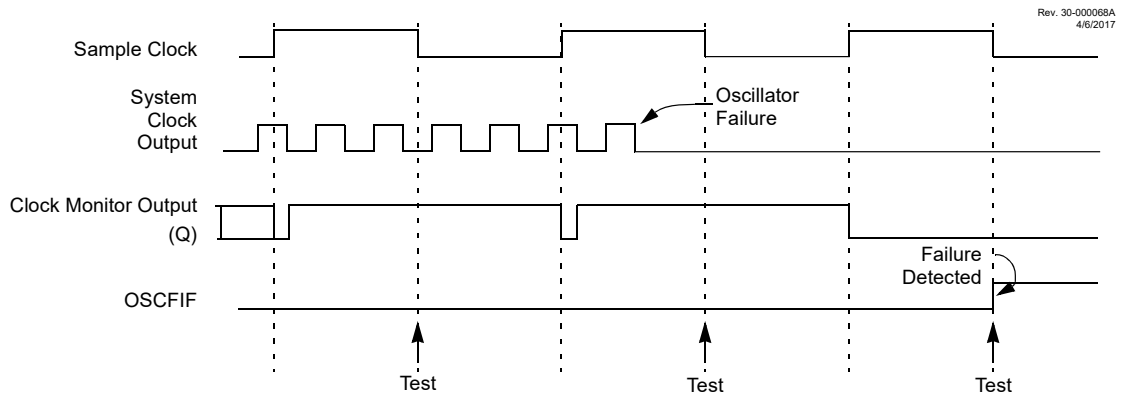 Rev. 30-000068A
4/6/2017
Sample Clock
System
Clock
Output
Oscillator
Failure
Clock Monitor Output
(Q)
Failure
Detected
OSCFIF
Test
Test
Test